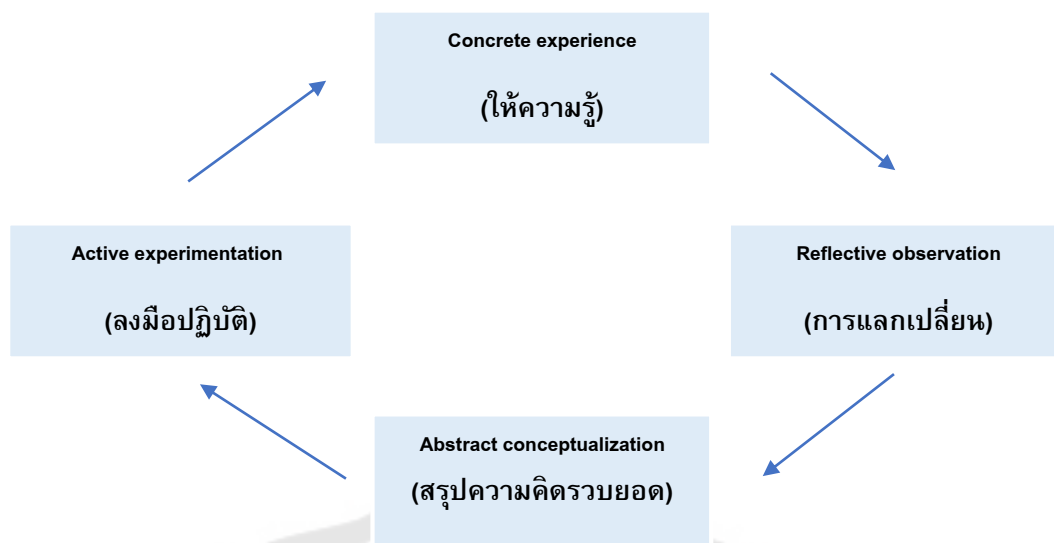 Concrete experience
(ให้ความรู้)
Active experimentation
(ลงมือปฏิบัติ)
Reflective observation
(การแลกเปลี่ยน)
Abstract conceptualization
(สรุปความคิดรวบยอด)